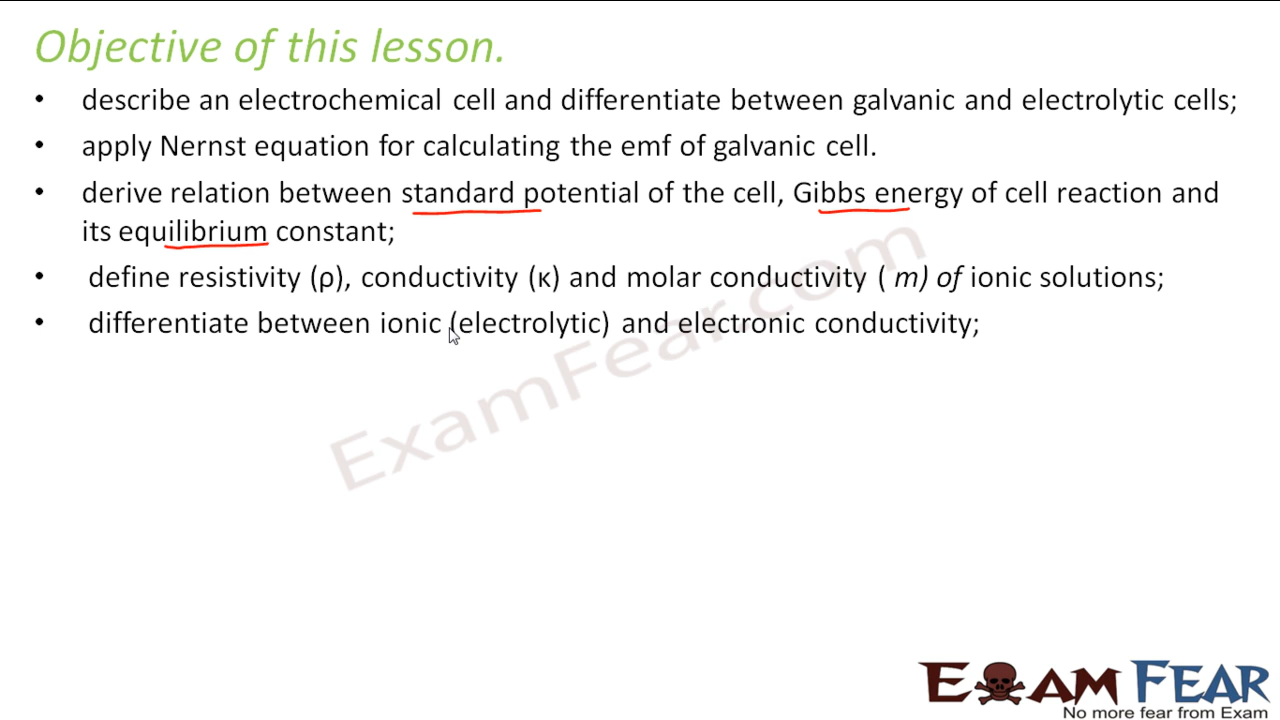 Objective of this lesson.
• describe an electrochemical cell and differentiate between galvanic and electrolytic cells;
• apply Nernst equation for calculating the emf of galvanic cell.
• derive relation between standard potential of the cell, Gibbs energy of cell reaction and
its equilibrium constant;
• define resistivity (ρ), conductivity (κ) and molar conductivity ( m) of ionic solutions;
• differentiate between ionic (electrolytic) and electronic conductivity;
ExamFear.com
EXAM FEAR
No more fear from Exam